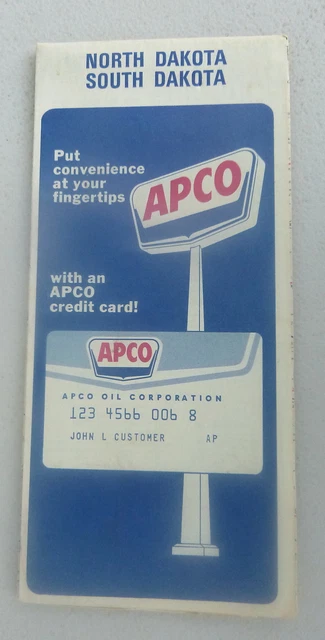 NORTH DAKOTA
SOUTH DAKOTA
Put
convenience
at your
fingertips
APCO
with an
APCO
credit card!
APCO
APCO OIL CORPORATION
123 4566 006 8
JOHN L CUSTOMER AP